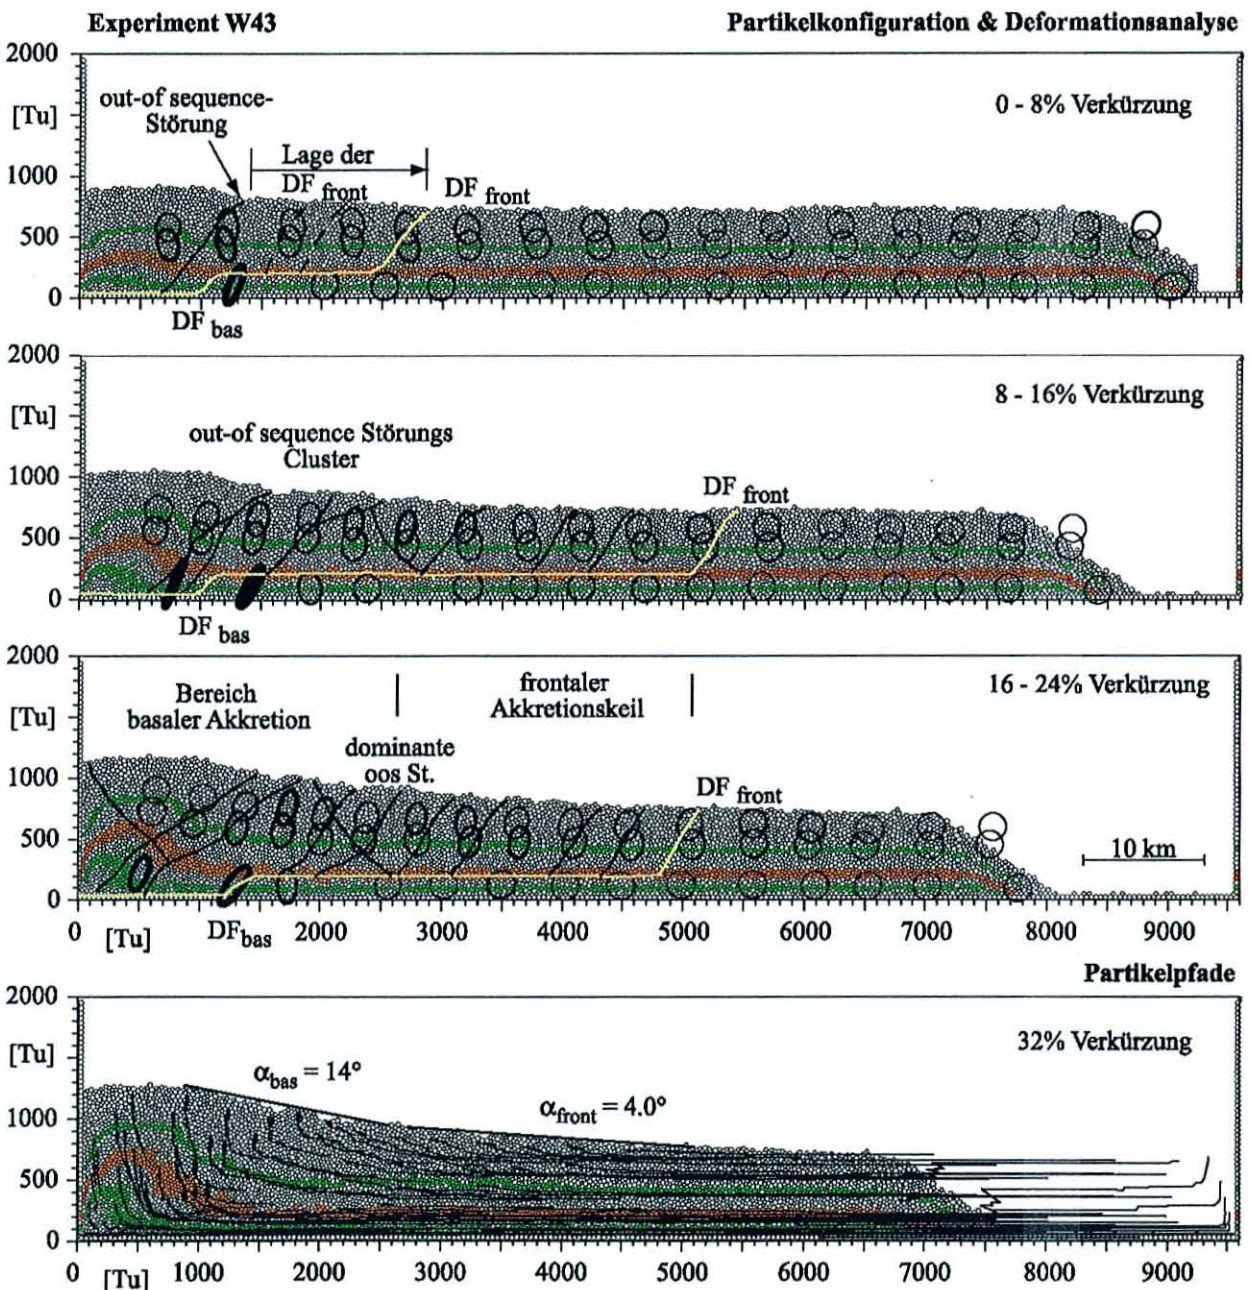 Experiment W43
Partikelkonfiguration & Deformationsanalyse
2000
[Tu]
1000
500
0
out-of sequence-
Störung
Lage der
DF front
DF front
0 - 8% Verkürzung
DF bas
2000
[Tu]
1000
500
0
out-of sequence Störungs
Cluster
DF front
8 - 16% Verkürzung
DF bas
2000
[Tu]
1000
500
0
Bereich
basaler Akkretion
frontaler
Akkretionskeil
16 - 24% Verkürzung
dominante
oos St.
DF front
10 km
0 [Tu] DFbas 2000 3000 4000 5000 6000 7000 8000 9000
Partikelpfade
2000
[Tu]
1000
500
0
32% Verkürzung
αbas = 14°
αfront = 4.0°
0 [Tu] 1000 2000 3000 4000 5000 6000 7000 8000 9000